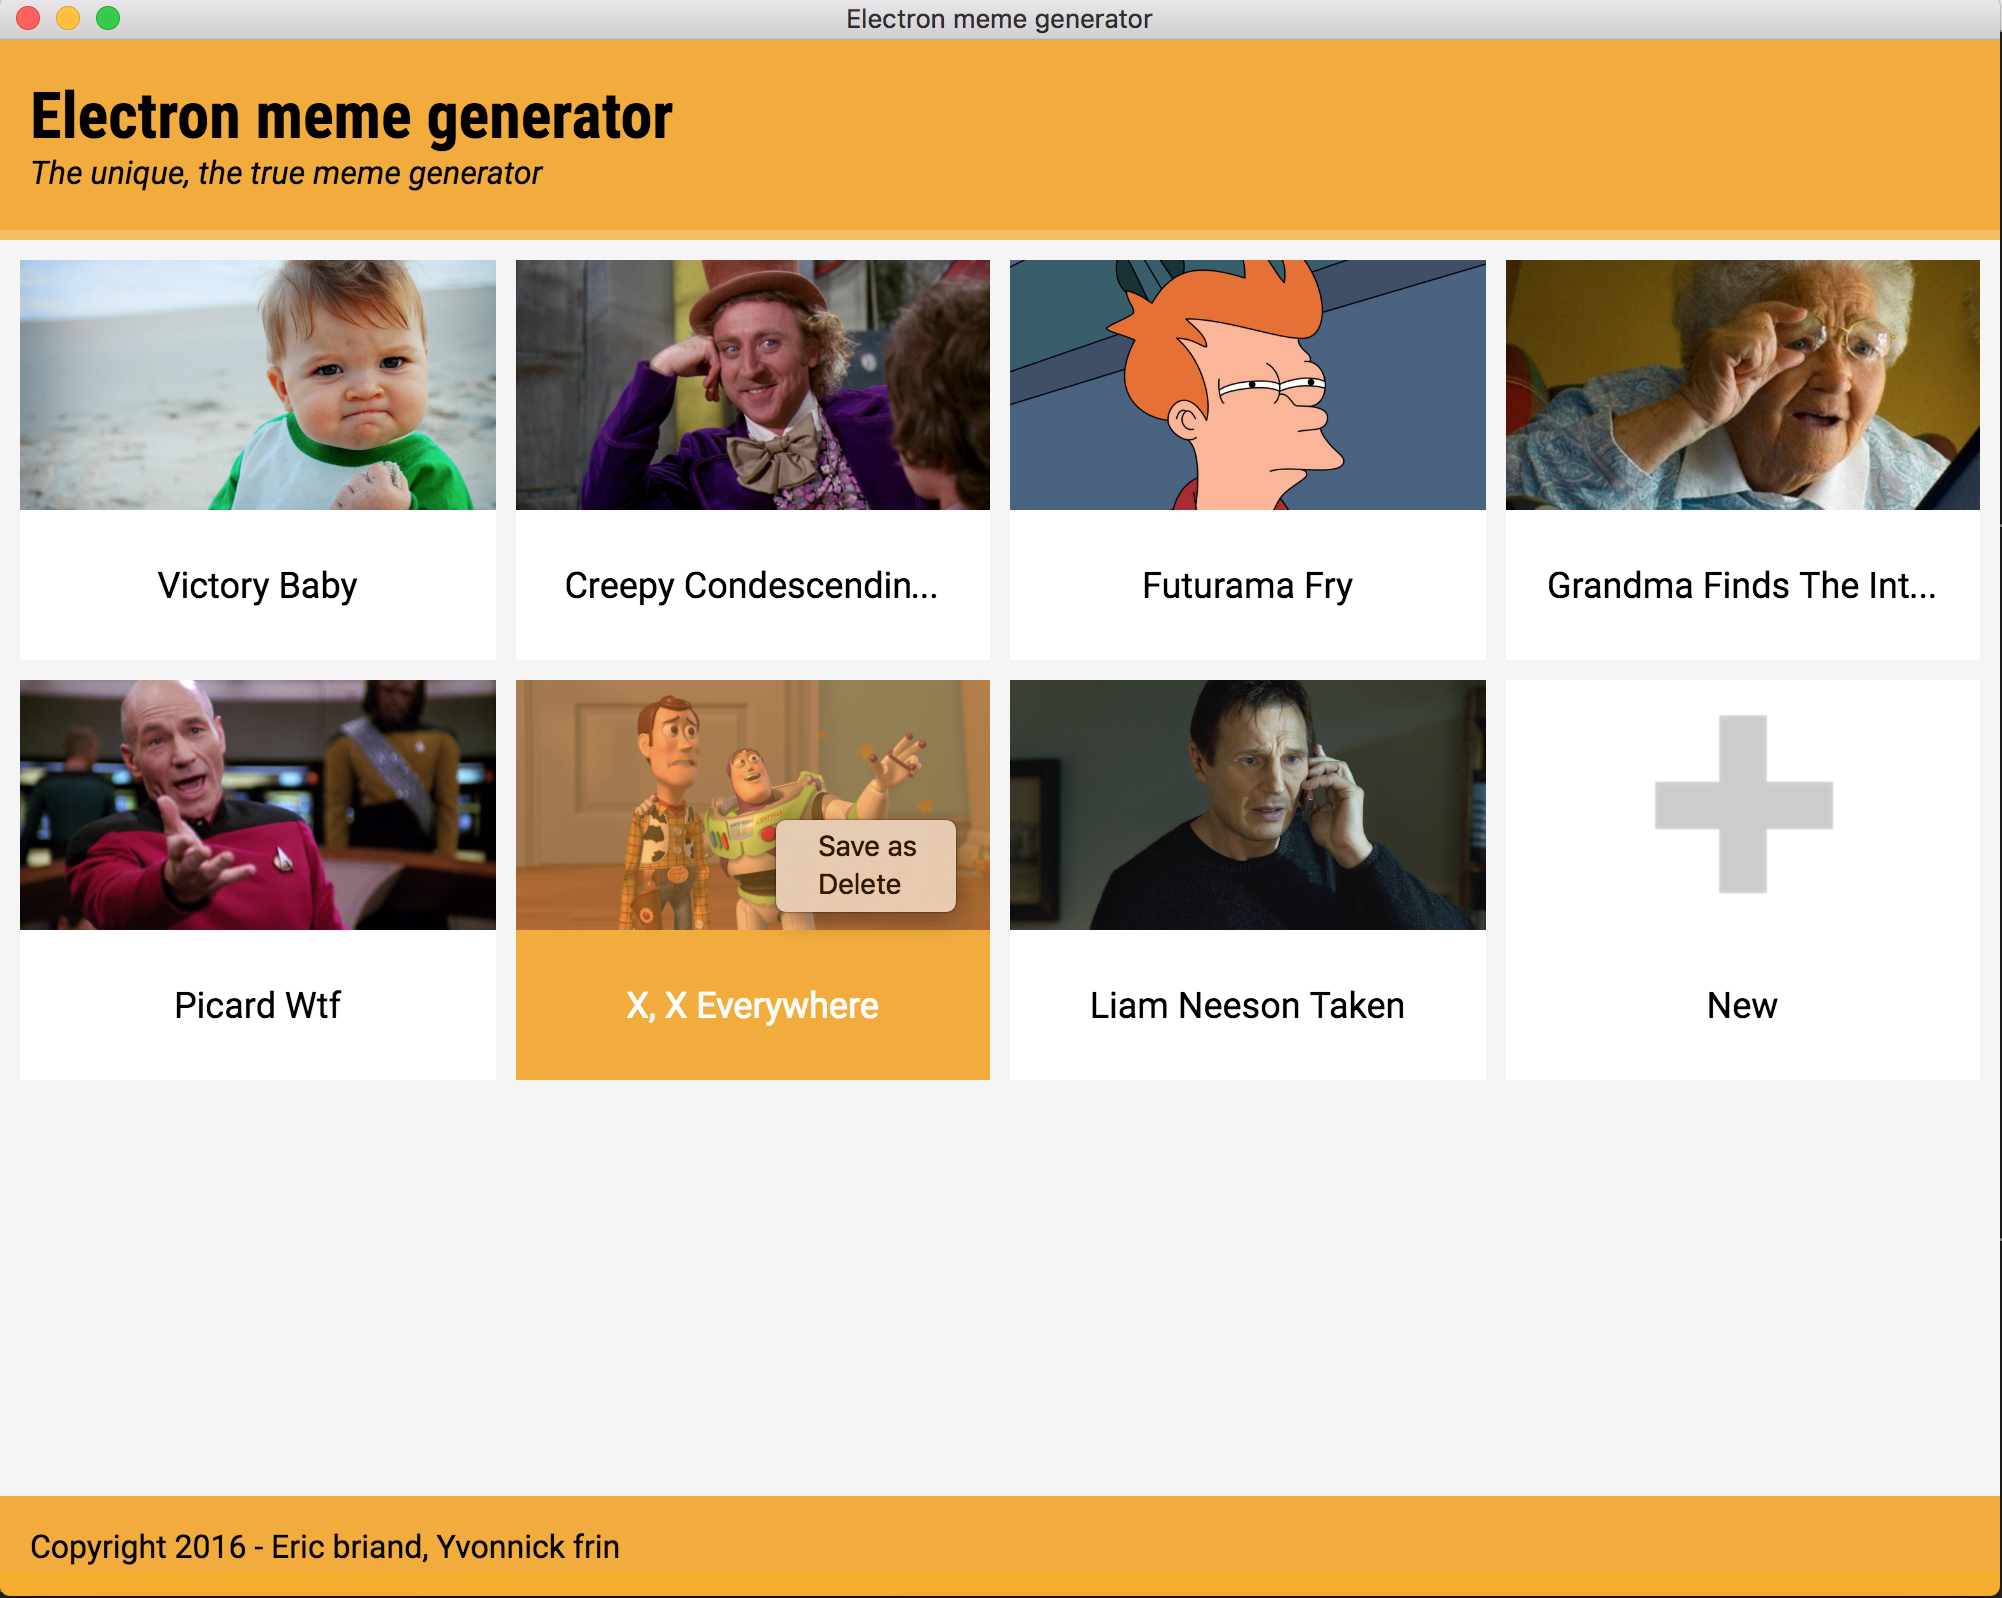 Electron meme generator
Electron meme generator
The unique, the true meme generator
Victory Baby
Creepy Condescendin...
Futurama Fry
Grandma Finds The Int...
LIGHTYEAR
Save as
Delete
Picard Wtf
X, X Everywhere
Liam Neeson Taken
New
Copyright 2016 - Eric briand, Yvonnick frin